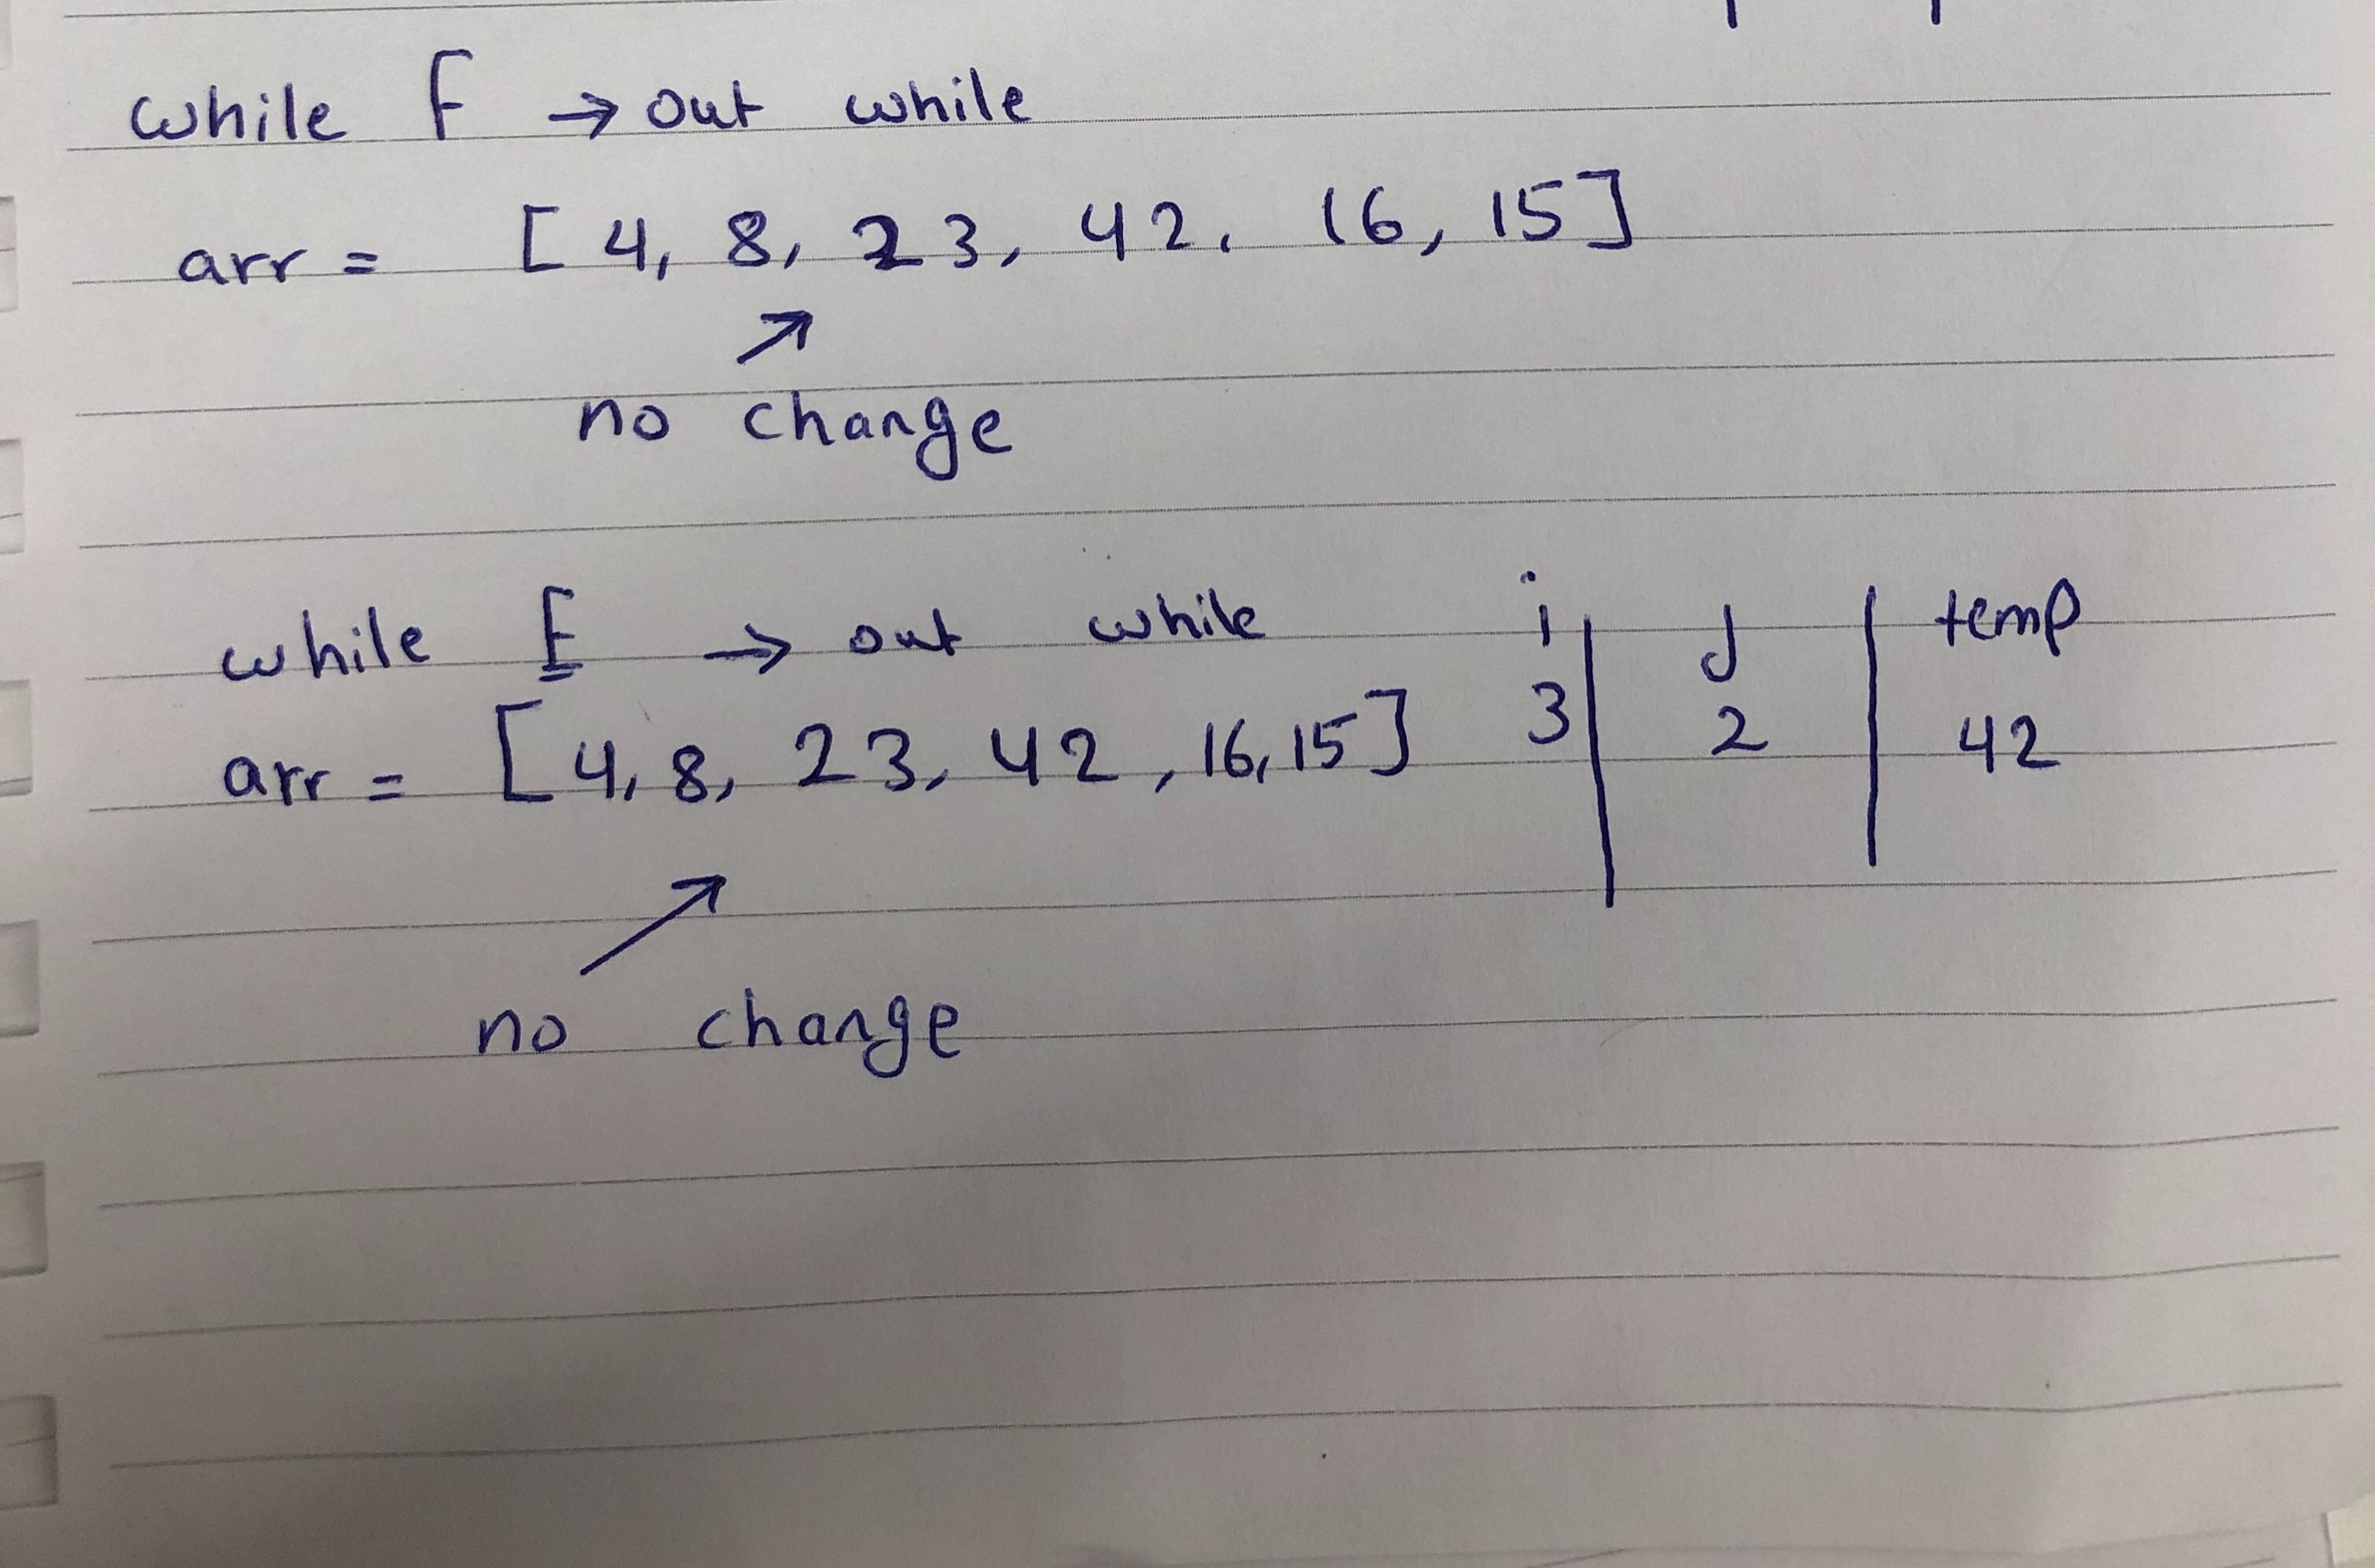 while F → out while
arr = [ 4, 8, 23, 42, 16, 15]
↗
no change
while F → out while
i | j | temp
arr = [4, 8, 23, 42, 16, 15]
3 | 2 | 42
↗
no change